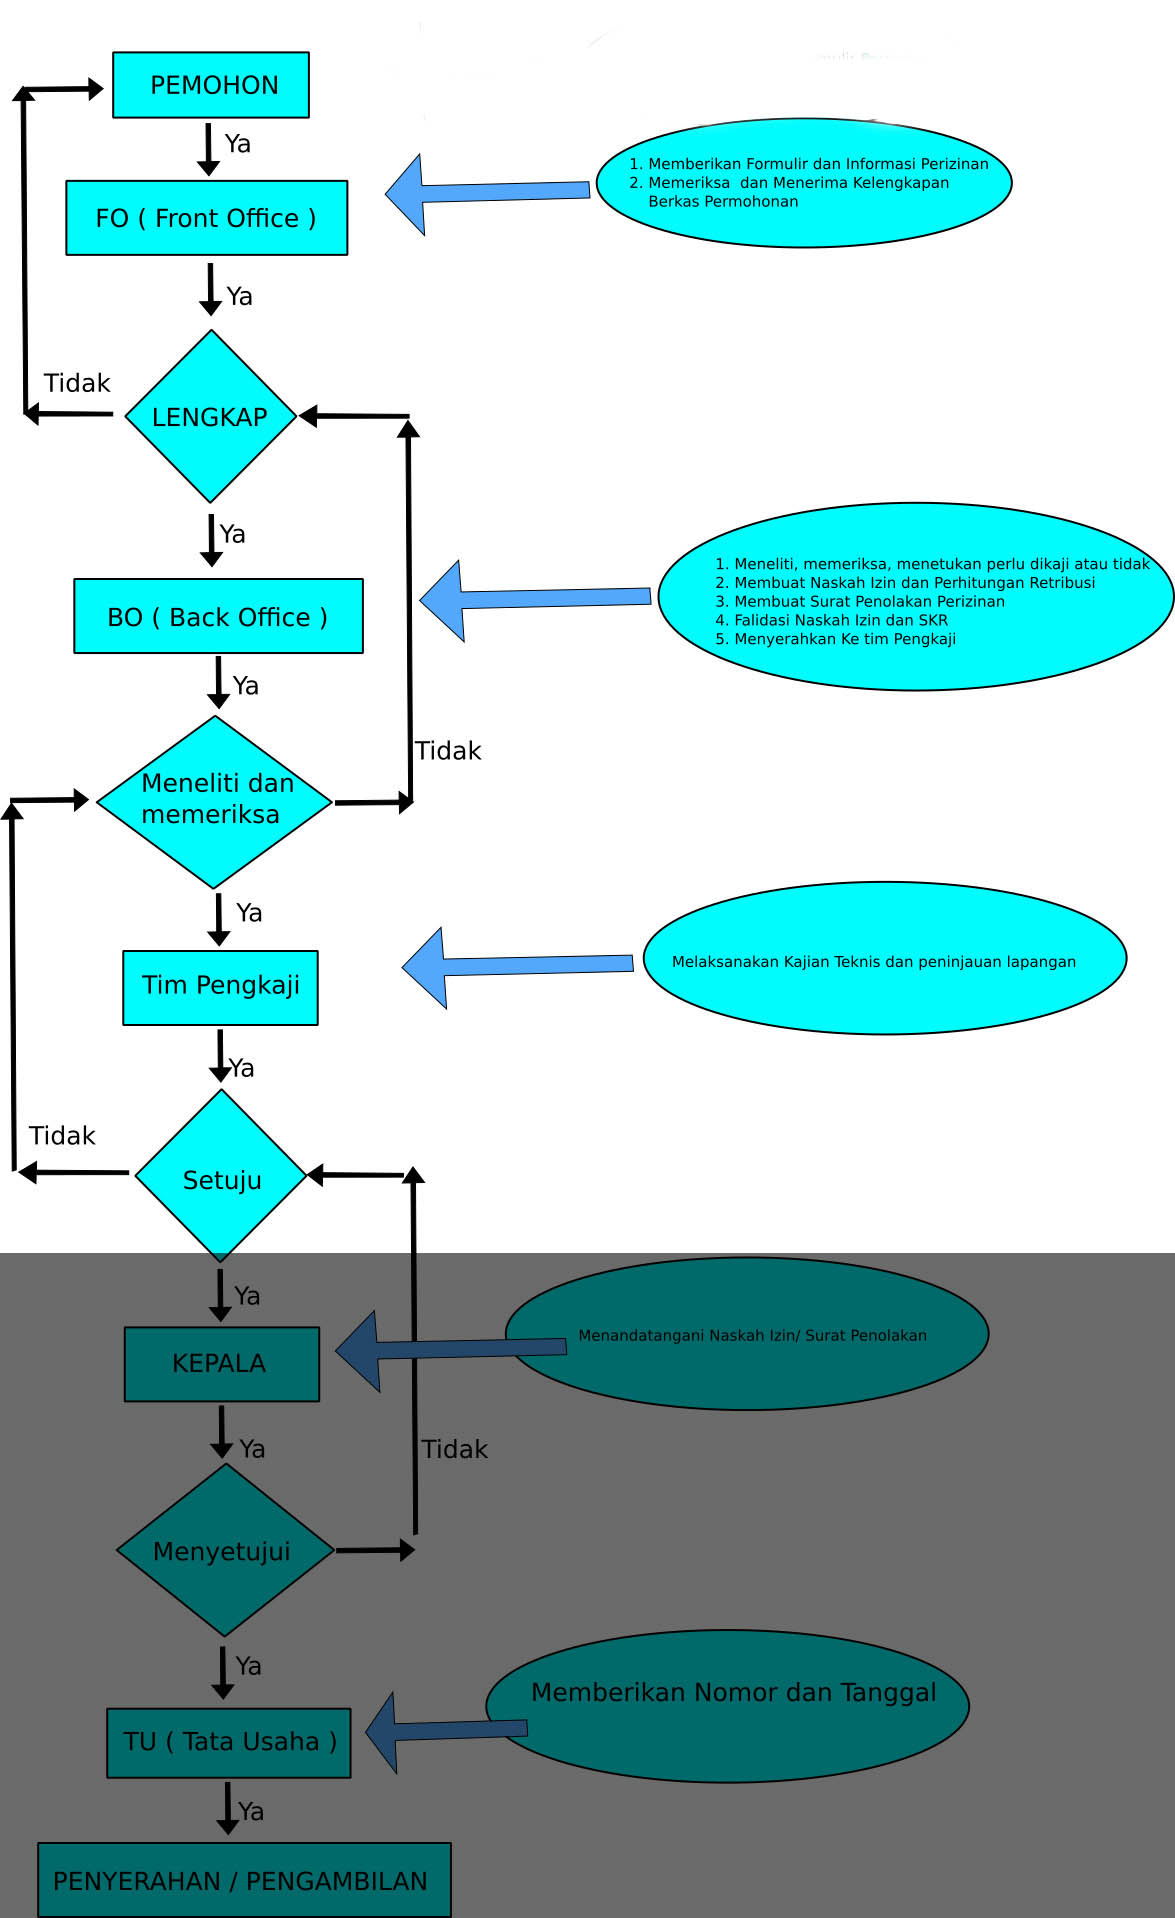 PEMOHON
Ya
1. Memberikan Formulir dan Informasi Perizinan
2. Memeriksa  dan Menerima Kelengkapan
Berkas Permohonan
FO ( Front Office )
Ya
Tidak
LENGKAP
Ya
1. Meneliti, memeriksa, menetukan perlu dikaji atau tidak
2. Membuat Naskah Izin dan Perhitungan Retribusi
3. Membuat Surat Penolakan Perizinan
4. Falidasi Naskah Izin dan SKR
5. Menyerahkan Ke tim Pengkaji
BO ( Back Office )
Ya
Tidak
Meneliti dan
memeriksa
Ya
Melaksanakan Kajian Teknis dan peninjauan lapangan
Tim Pengkaji
Ya
Tidak
Setuju
Ya
Menandatangani Naskah Izin/ Surat Penolakan
KEPALA
Ya
Tidak
Menyetujui
Ya
Memberikan Nomor dan Tanggal
TU ( Tata Usaha )
Ya
PENYERAHAN / PENGAMBILAN